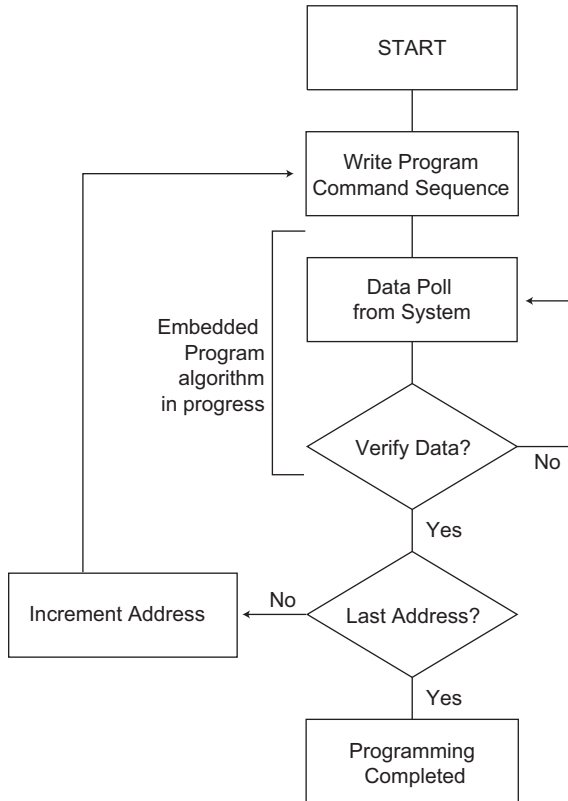 START
Write Program
Command Sequence
Data Poll
from System
Embedded
Program
algorithm
in progress
Verify Data?
No
Yes
Increment Address
No
Last Address?
Yes
Programming
Completed